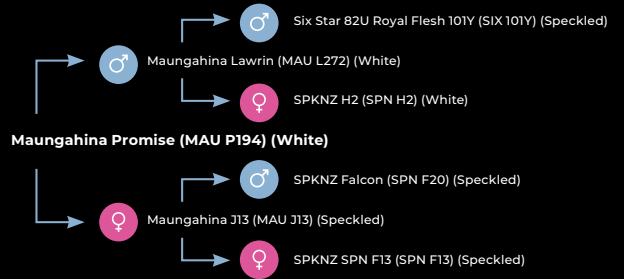 Six Star 82U Royal Flesh 101Y (SIX 101Y) (Speckled)
Maungahina Lawrin (MAU L272) (White)
SPKNZ H2 (SPN H2) (White)
Maungahina Promise (MAU P194) (White)
SPKNZ Falcon (SPN F20) (Speckled)
Maungahina J13 (MAU J13) (Speckled)
SPKNZ SPN F13 (SPN F13) (Speckled)